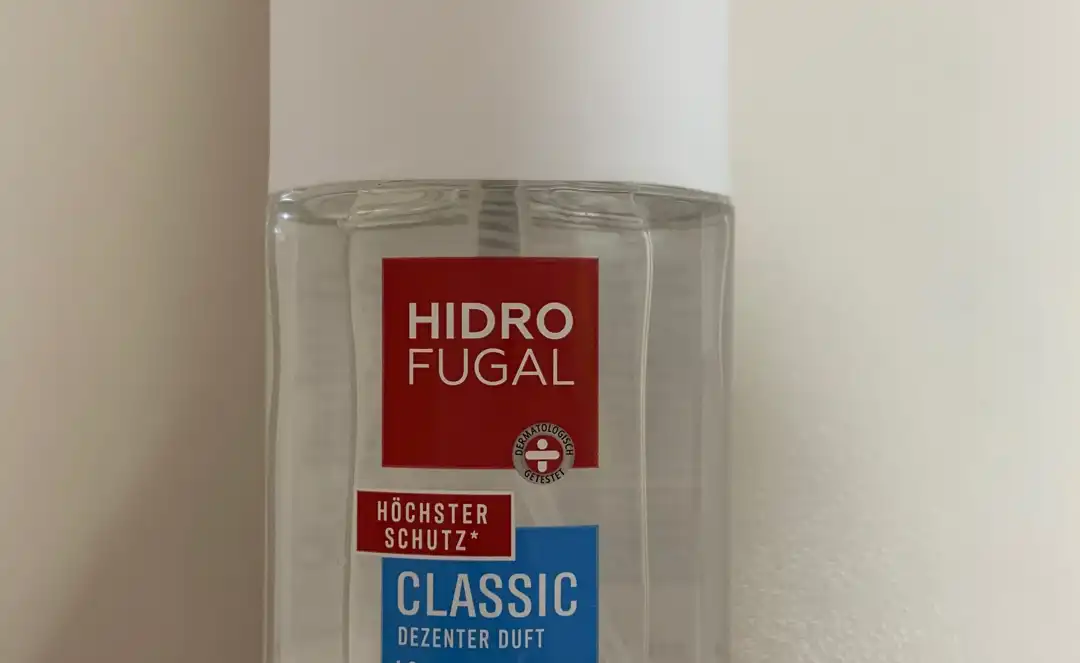 HIDRO
FUGAL
DERMATOLOGISCH
GETESTET
HÖCHSTER
SCHUTZ*
CLASSIC
DEZENTER DUFT